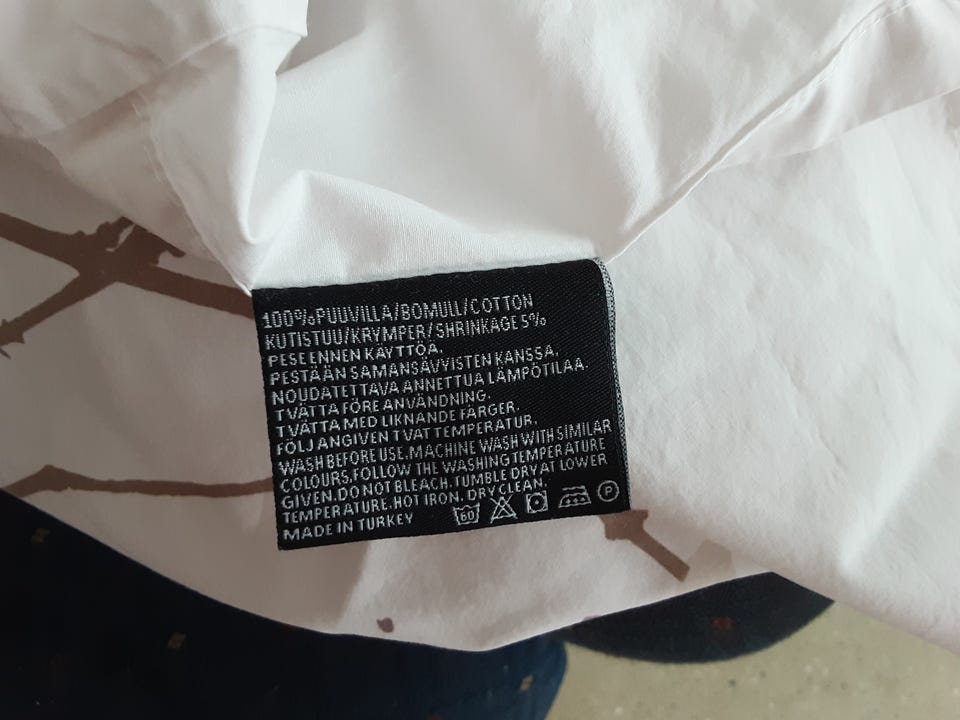 100%PUUVILLA/BOMULL/COTTON
KUTISTUU/KRYMPER/SHRINKAGE 5%
PESE ENNEN KÄYTTÖÄ.
PESTÄÄN SAMANSÄVYISTEN KANSSA.
NOUDATETTAVA ANNETTUA LÄMPÖTILAA.
TVÄTTA FÖRE ANVÄNDNING.
TVÄTTA MED LIKNANDE FÄRGER.
FÖLJ ANGIVEN TVÄTTEMPERATUR.
WASH BEFORE USE.MACHINE WASH WITH SIMILAR
COLOURS.FOLLOW THE WASHING TEMPERATURE
GIVEN.DO NOT BLEACH.TUMBLE DRY AT LOWER
TEMPERATURE.HOT IRON. DRY CLEAN.
MADE IN TURKEY 60 P